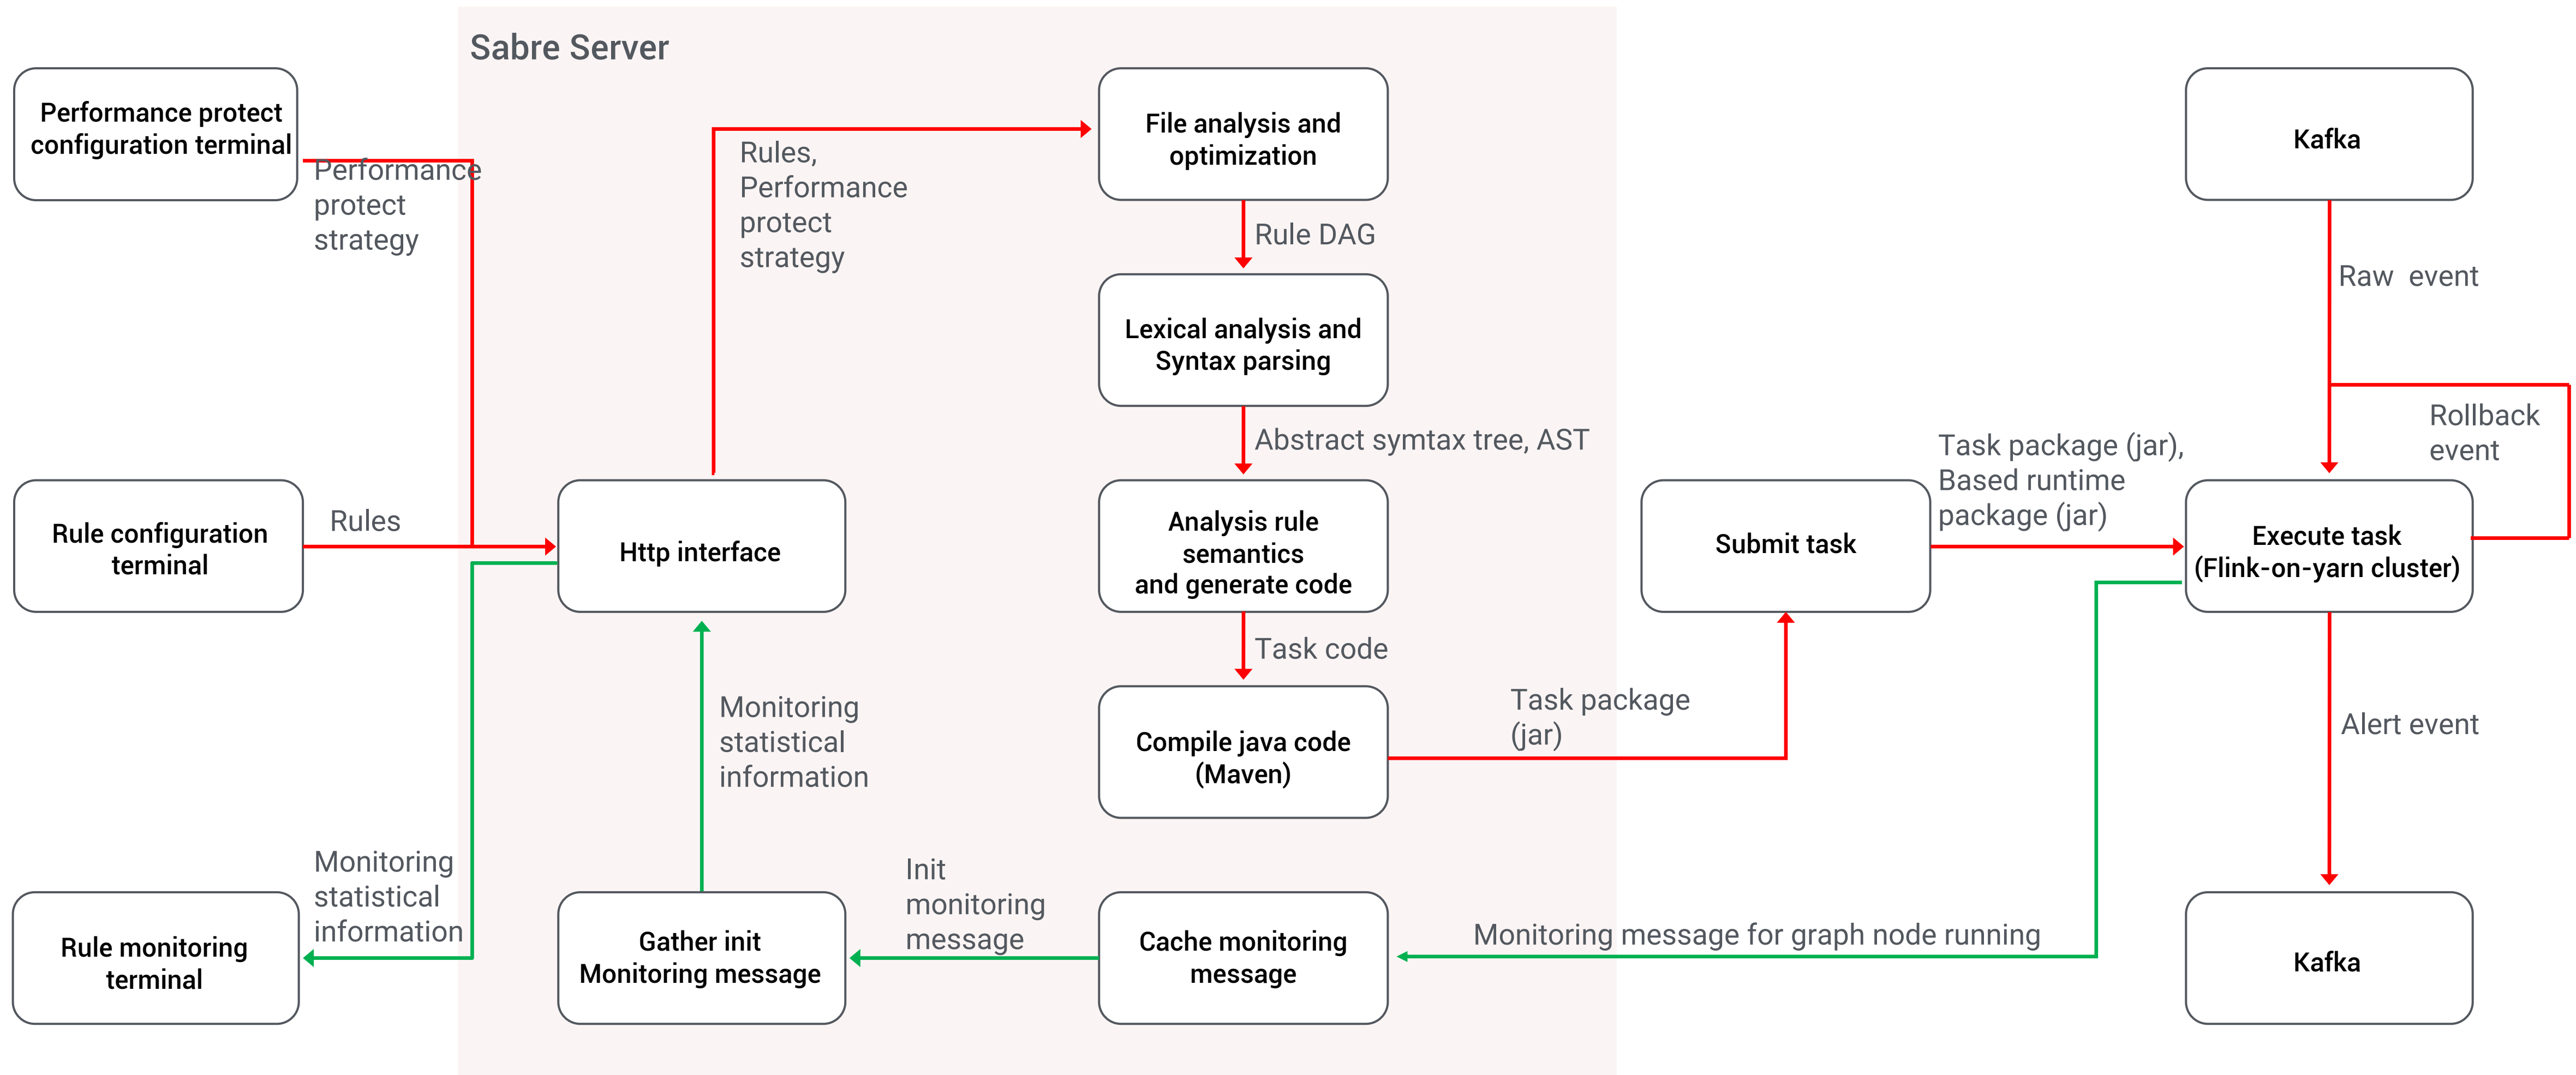 Sabre Server
Performance protect
configuration terminal
Performance
protect
strategy
Rules,
Performance
protect
strategy
File analysis and
optimization
Rule DAG
Lexical analysis and
Syntax parsing
Abstract symtax tree, AST
Kafka
Raw event
Rollback
event
Rule configuration
terminal
Rules
Http interface
Analysis rule
semantics
and generate code
Task code
Submit task
Task package (jar),
Based runtime
package (jar)
Execute task
(Flink-on-yarn cluster)
Compile java code
(Maven)
Task package
(jar)
Alert event
Monitoring
statistical
information
Monitoring
statistical
information
Rule monitoring
terminal
Gather init
Monitoring message
Init
monitoring
message
Cache monitoring
message
Monitoring message for graph node running
Kafka